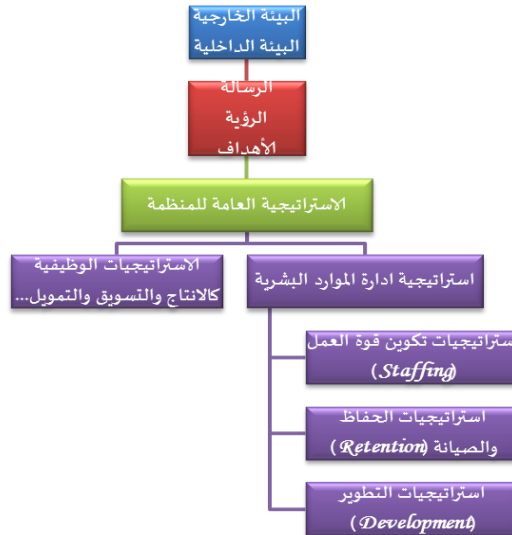 البيئة الخارجية
البيئة الداخلية
الرسالة
الرؤية
الأهداف
الاستراتيجية العامة للمنظمة
استراتيجية ادارة الموارد البشرية
الاستراتيجيات الوظيفية
كالانتاج والتسويق والتمويل...
ستراتيجيات تكوين قوة العمل
(Staffing)
استراتيجيات الحفاظ
والصيانة (Retention)
استراتيجيات التطوير
(Development)